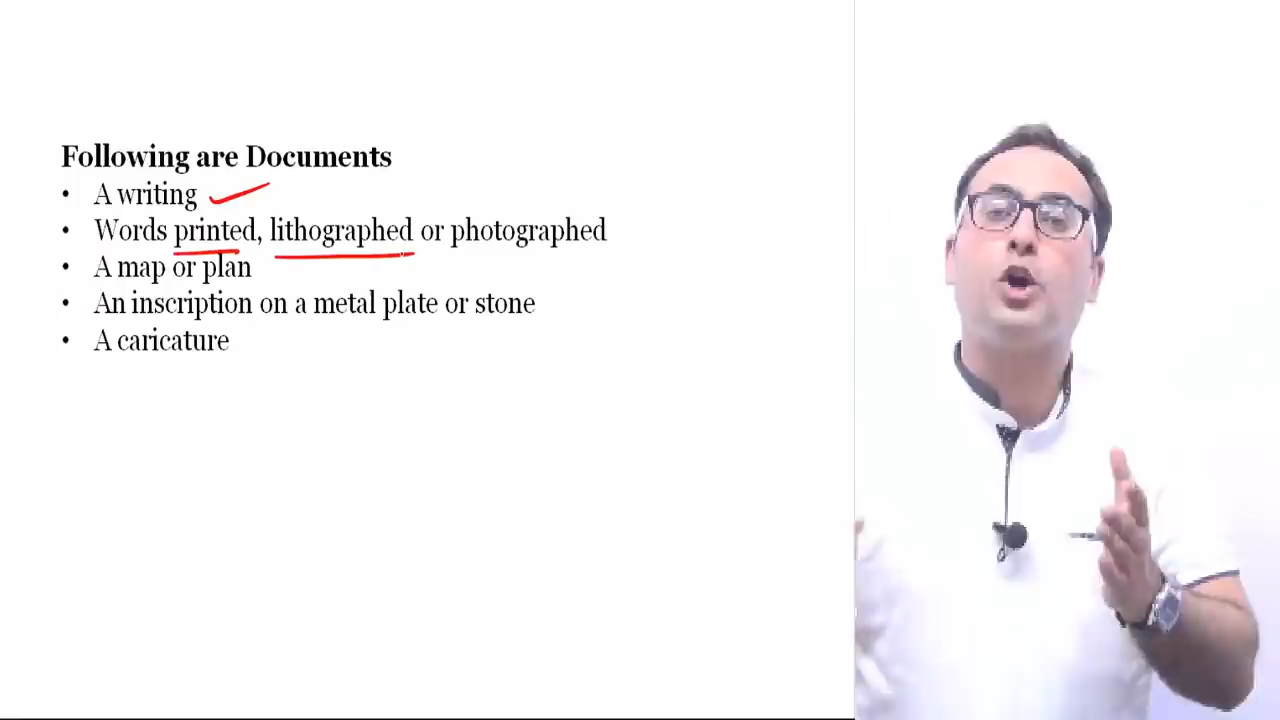 Following are Documents
• A writing
• Words printed, lithographed or photographed
• A map or plan
• An inscription on a metal plate or stone
• A caricature